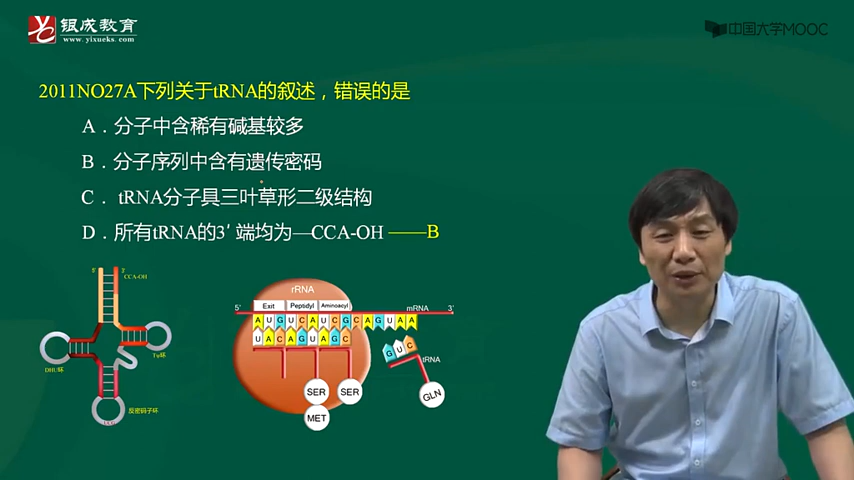 银成教育
www.yixueks.com
中国大学MOOC
2011NO27A下列关于tRNA的叙述，错误的是
A．分子中含稀有碱基较多
B．分子序列中含有遗传密码
C． tRNA分子具三叶草形二级结构
D．所有tRNA的3′ 端均为—CCA-OH ——B
5′ 3′
CCA-OH
DHU环
Tψ环
反密码子环
rRNA
Exit Peptidyl Aminoacyl
5′ mRNA 3′
A U G U C A U C G C A G U A A
U A C A G U A G C
G U C
tRNA
SER SER GLN
MET